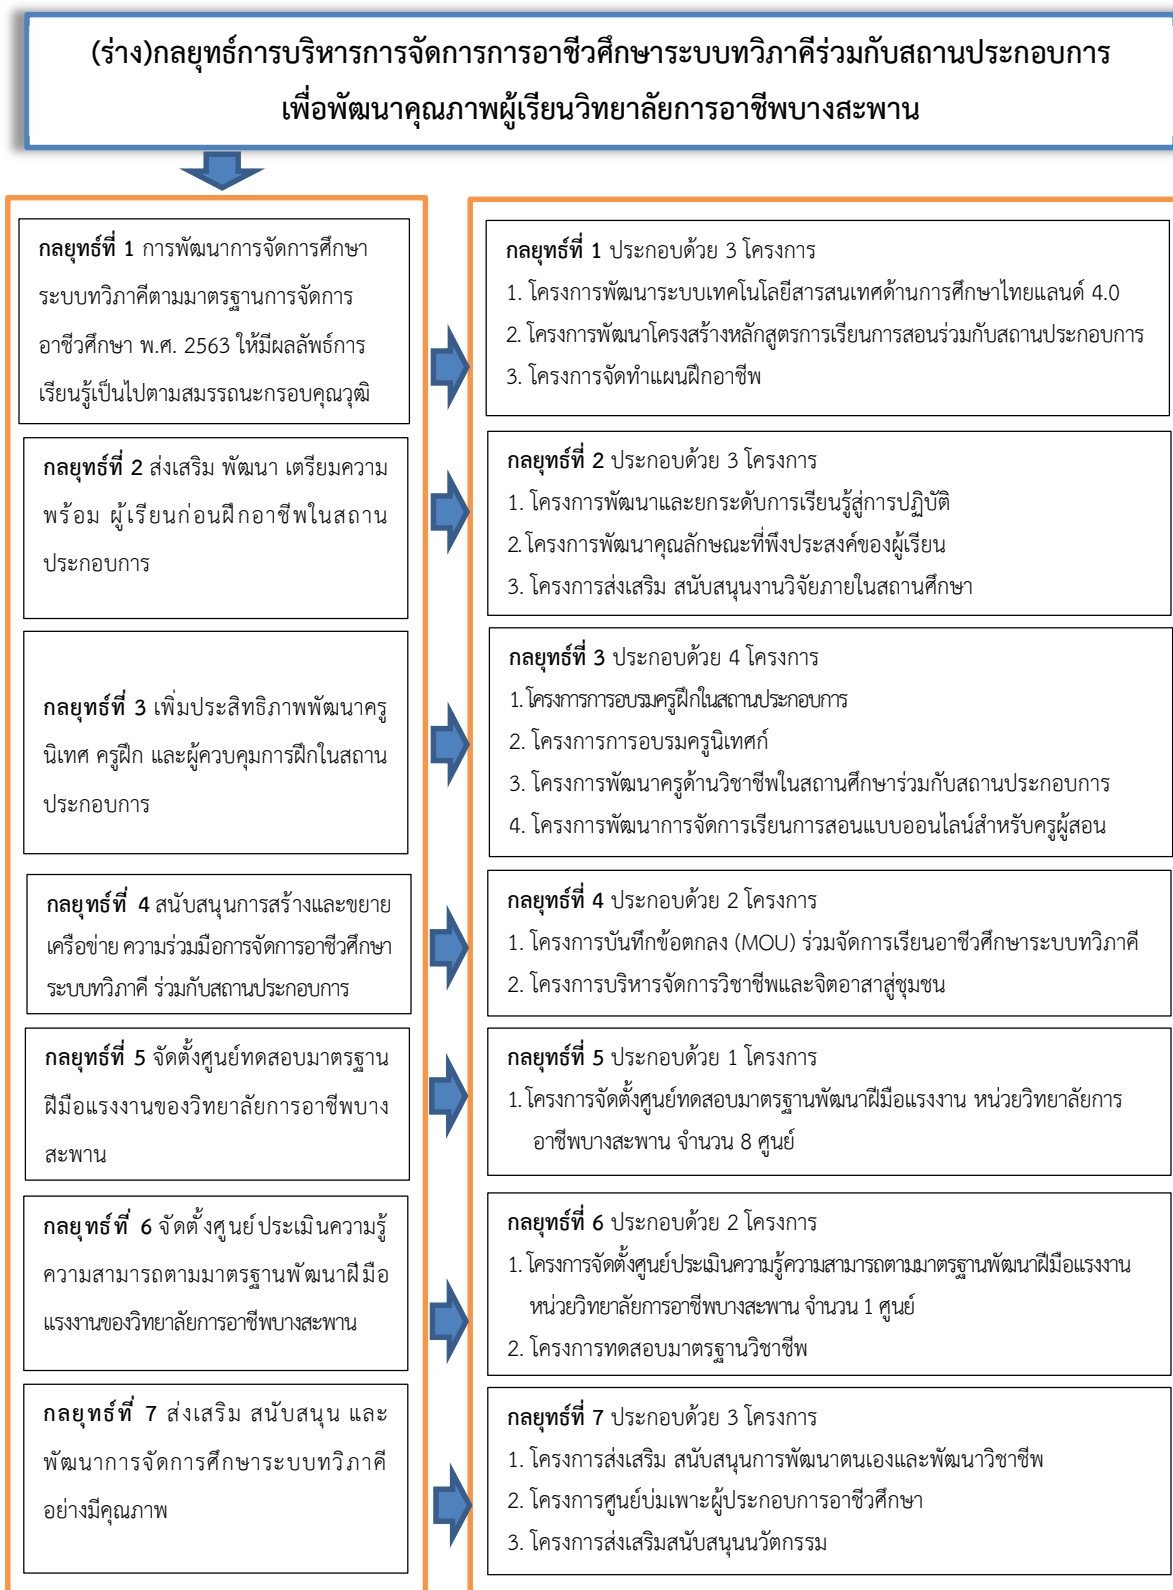 (ร่าง)กลยุทธ์การบริหารการจัดการการอาชีวศึกษาระบบทวิภาคีร่วมกับสถานประกอบการ
เพื่อพัฒนาคุณภาพผู้เรียนวิทยาลัยการอาชีพบางสะพาน
กลยุทธ์ที่ 1 การพัฒนาการจัดการศึกษา
ระบบทวิภาคีตามมาตรฐานการจัดการ
อาชีวศึกษา พ.ศ. 2563 ให้มีผลลัพธ์การ
เรียนรู้เป็นไปตามสมรรถนะกรอบคุณวุฒิ
กลยุทธ์ที่ 1 ประกอบด้วย 3 โครงการ
1. โครงการพัฒนาระบบเทคโนโลยีสารสนเทศด้านการศึกษาไทยแลนด์ 4.0
2. โครงการพัฒนาโครงสร้างหลักสูตรการเรียนการสอนร่วมกับสถานประกอบการ
3. โครงการจัดทำแผนฝึกอาชีพ
กลยุทธ์ที่ 2 ส่งเสริม พัฒนา เตรียมความ
พร้อม ผู้เรียนก่อนฝึกอาชีพในสถาน
ประกอบการ
กลยุทธ์ที่ 2 ประกอบด้วย 3 โครงการ
1. โครงการพัฒนาและยกระดับการเรียนรู้สู่การปฏิบัติ
2. โครงการพัฒนาคุณลักษณะที่พึงประสงค์ของผู้เรียน
3. โครงการส่งเสริม สนับสนุนงานวิจัยภายในสถานศึกษา
กลยุทธ์ที่ 3 เพิ่มประสิทธิภาพพัฒนาครู
นิเทศ ครูฝึก และผู้ควบคุมการฝึกในสถาน
ประกอบการ
กลยุทธ์ที่ 3 ประกอบด้วย 4 โครงการ
1. โครงการการอบรมครูฝึกในสถานประกอบการ
2. โครงการการอบรมครูนิเทศก์
3. โครงการพัฒนาครูด้านวิชาชีพในสถานศึกษาร่วมกับสถานประกอบการ
4. โครงการพัฒนาการจัดการเรียนการสอนแบบออนไลน์สำหรับครูผู้สอน
กลยุทธ์ที่ 4 สนับสนุนการสร้างและขยาย
เครือข่าย ความร่วมมือการจัดการอาชีวศึกษา
ระบบทวิภาคี ร่วมกับสถานประกอบการ
กลยุทธ์ที่ 4 ประกอบด้วย 2 โครงการ
1. โครงการบันทึกข้อตกลง (MOU) ร่วมจัดการเรียนอาชีวศึกษาระบบทวิภาคี
2. โครงการบริหารจัดการวิชาชีพและจิตอาสาสู่ชุมชน
กลยุทธ์ที่ 5 จัดตั้งศูนย์ทดสอบมาตรฐาน
ฝีมือแรงงานของวิทยาลัยการอาชีพบาง
สะพาน
กลยุทธ์ที่ 5 ประกอบด้วย 1 โครงการ
1. โครงการจัดตั้งศูนย์ทดสอบมาตรฐานพัฒนาฝีมือแรงงาน หน่วยวิทยาลัยการ
อาชีพบางสะพาน จำนวน 8 ศูนย์
กลยุทธ์ที่ 6 จัดตั้งศูนย์ประเมินความรู้
ความสามารถตามมาตรฐานพัฒนาฝีมือ
แรงงานของวิทยาลัยการอาชีพบางสะพาน
กลยุทธ์ที่ 6 ประกอบด้วย 2 โครงการ
1. โครงการจัดตั้งศูนย์ประเมินความรู้ความสามารถตามมาตรฐานพัฒนาฝีมือแรงงาน
หน่วยวิทยาลัยการอาชีพบางสะพาน จำนวน 1 ศูนย์
2. โครงการทดสอบมาตรฐานวิชาชีพ
กลยุทธ์ที่ 7 ส่งเสริม สนับสนุน และ
พัฒนาการจัดการศึกษาระบบทวิภาคี
อย่างมีคุณภาพ
กลยุทธ์ที่ 7 ประกอบด้วย 3 โครงการ
1. โครงการส่งเสริม สนับสนุนการพัฒนาตนเองและพัฒนาวิชาชีพ
2. โครงการศูนย์บ่มเพาะผู้ประกอบการอาชีวศึกษา
3. โครงการส่งเสริมสนับสนุนนวัตกรรม